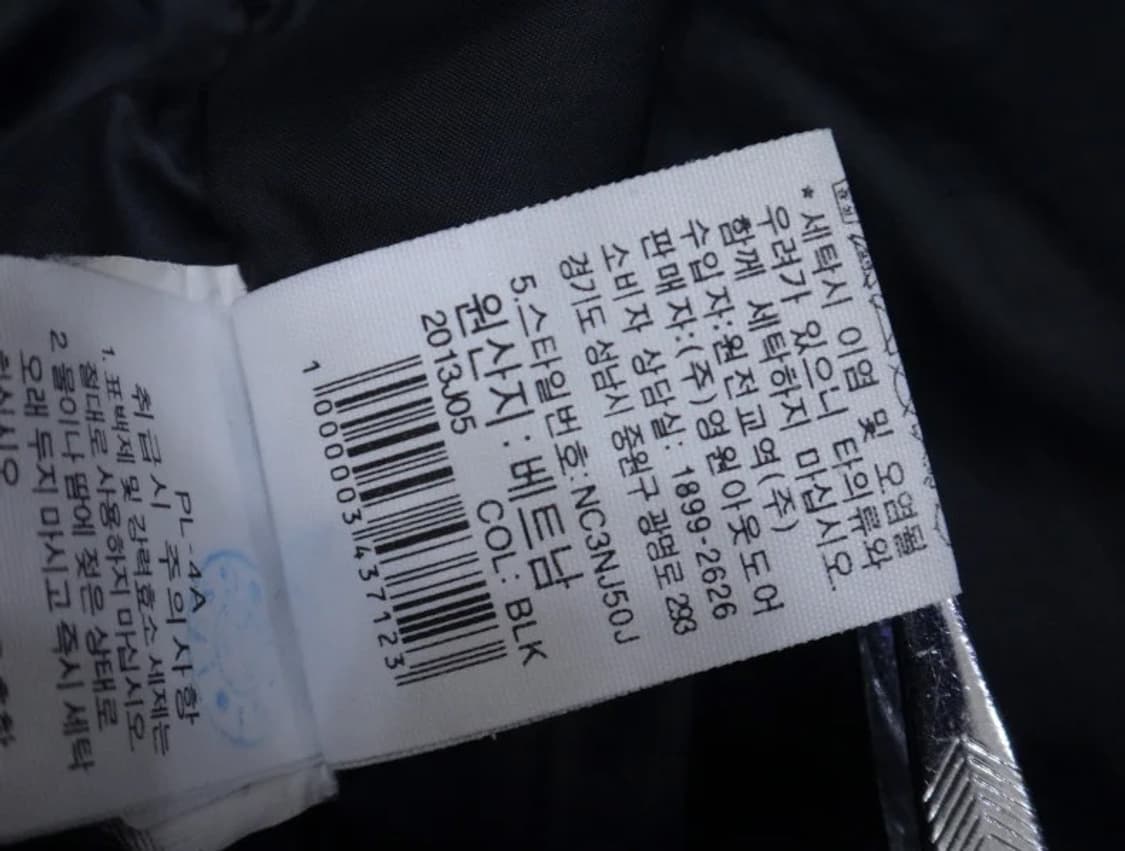 * 세탁시 이염 및 오염될
우려가 있으니 타의류와
함께 세탁하지 마십시오.
수입자:원전교역(주)
판매자:(주)영원아웃도어
소비자 상담실: 1899-2626
경기도 성남시 중원구 광명로 293
5.스타일번호:NC3NJ50J
원산지: 베트남
2013J05 COL: BLK
1 000003 437123
PL-4A
취급시 주의사항
1. 표백제 및 강력효소 세제는
절대로 사용하지 마십시오
2 물이나 땀에 젖은 상태로
오래 두지 마시고 즉시 세탁
하십시오